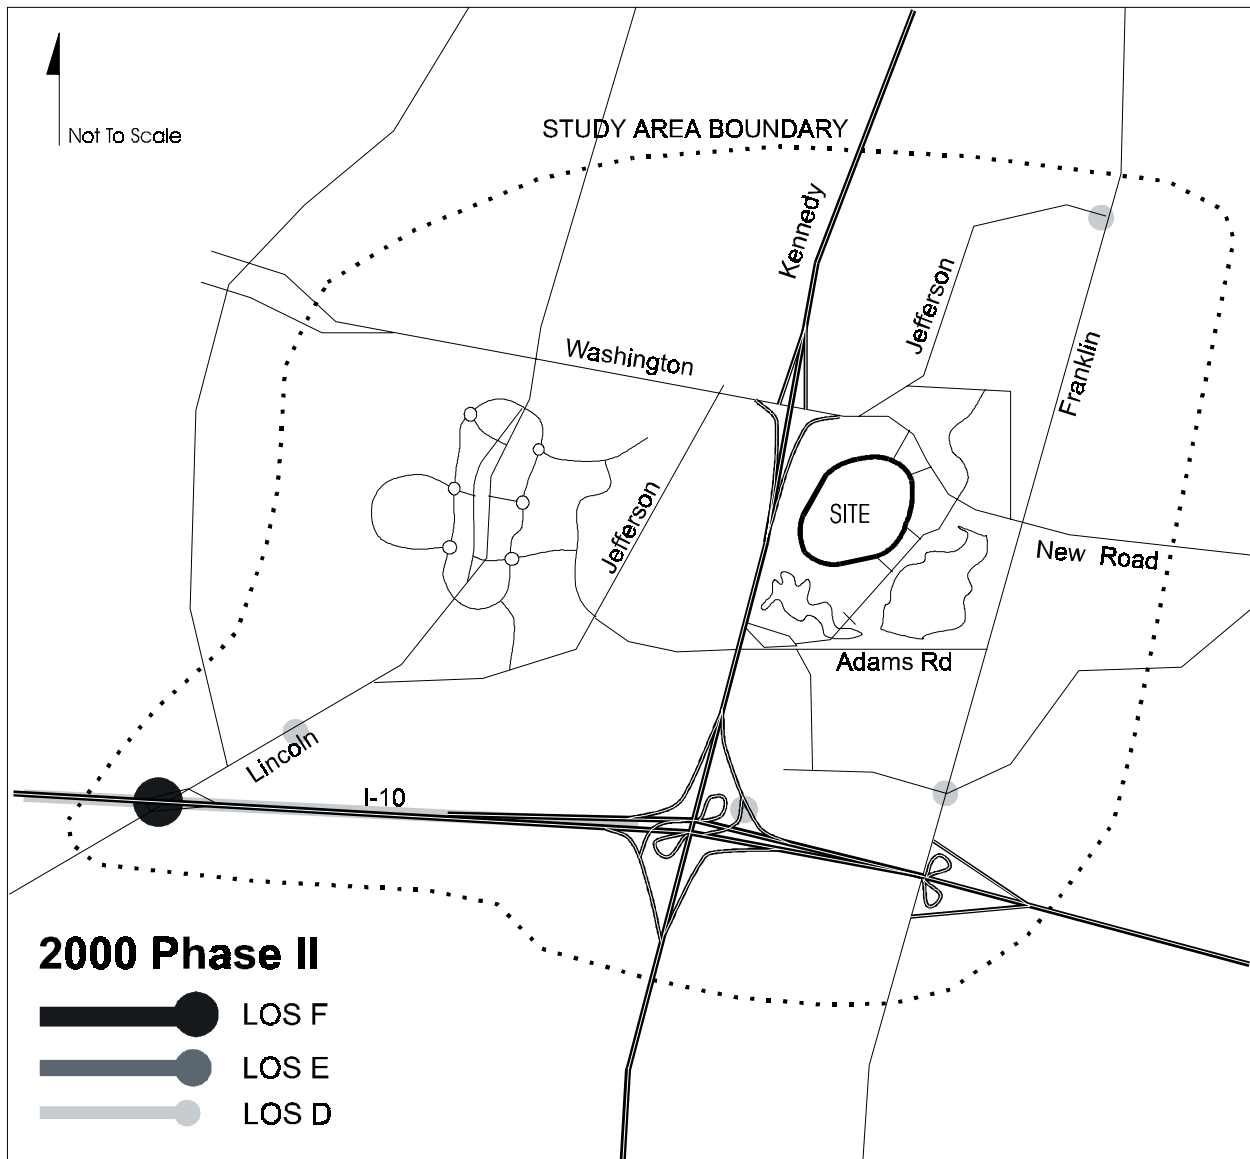 STUDY AREA BOUNDARY
Not To Scale
Kennedy
Jefferson
Franklin
Washington
Jefferson
SITE
New Road
Adams Rd
Lincoln
I-10
2000 Phase II
LOS F
LOS E
LOS D